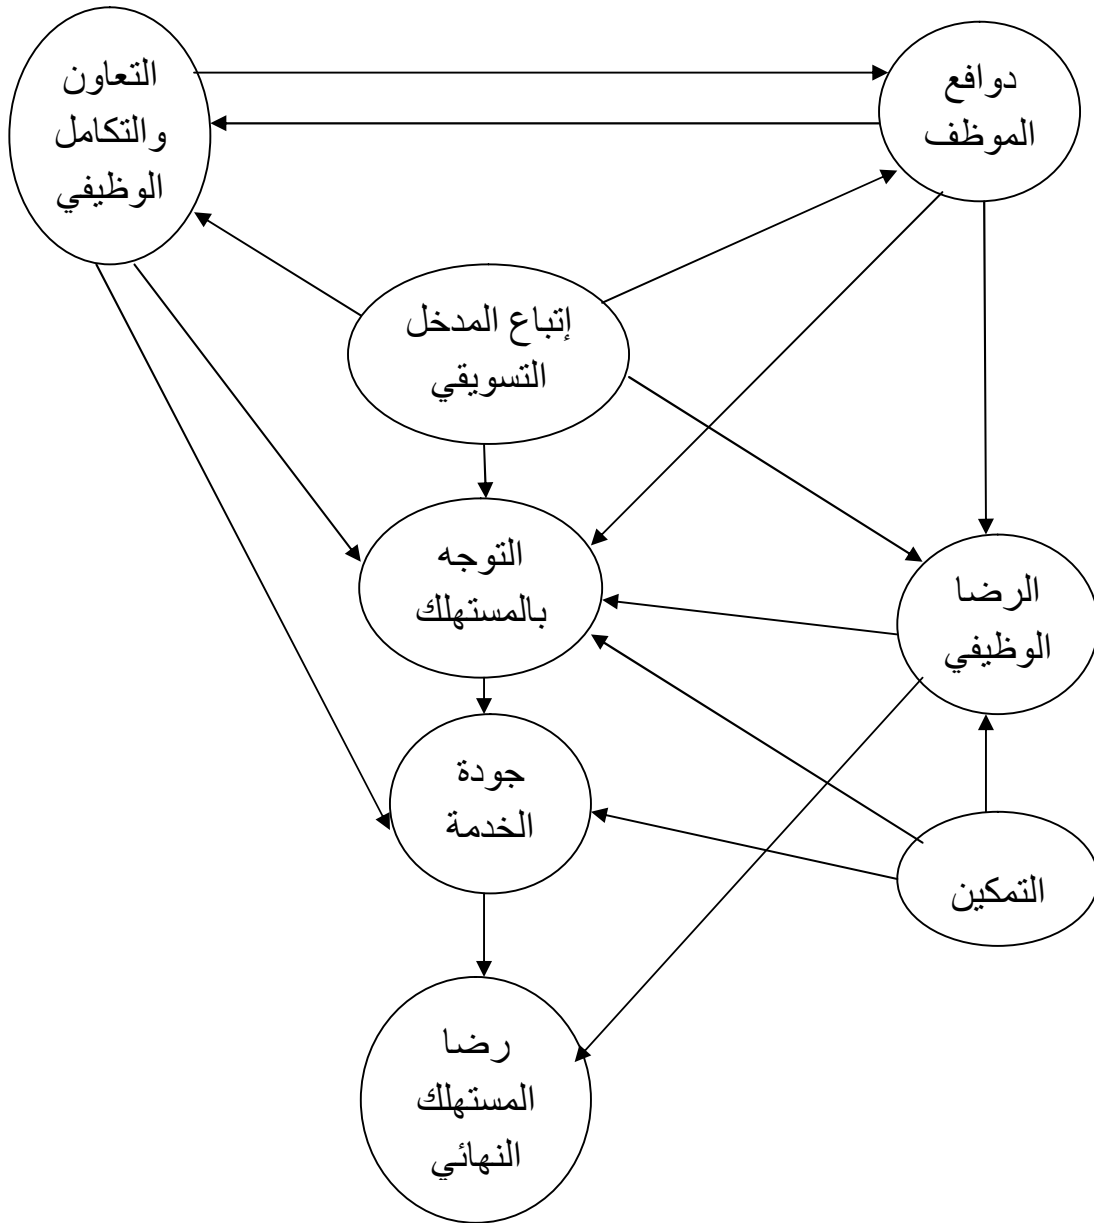 دوافع
الموظف
التعاون
والتكامل
الوظيفي
إتباع المدخل
التسويقي
التوجه
بالمستهلك
الرضا
الوظيفي
جودة
الخدمة
التمكين
رضا
المستهلك
النهائي